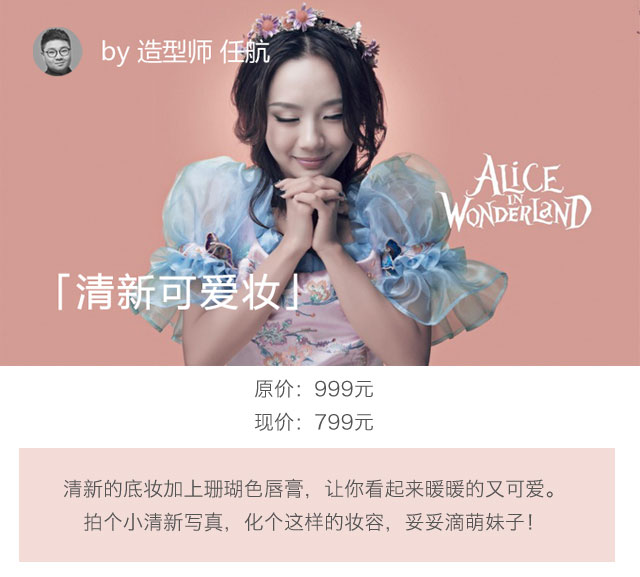 by 造型师 任航
ALiCE
IN
WONDERLAND
「清新可爱妆」
原价：999元
现价：799元
清新的底妆加上珊瑚色唇膏，让你看起来暖暖的又可爱。
拍个小清新写真，化个这样的妆容，妥妥滴萌妹子！